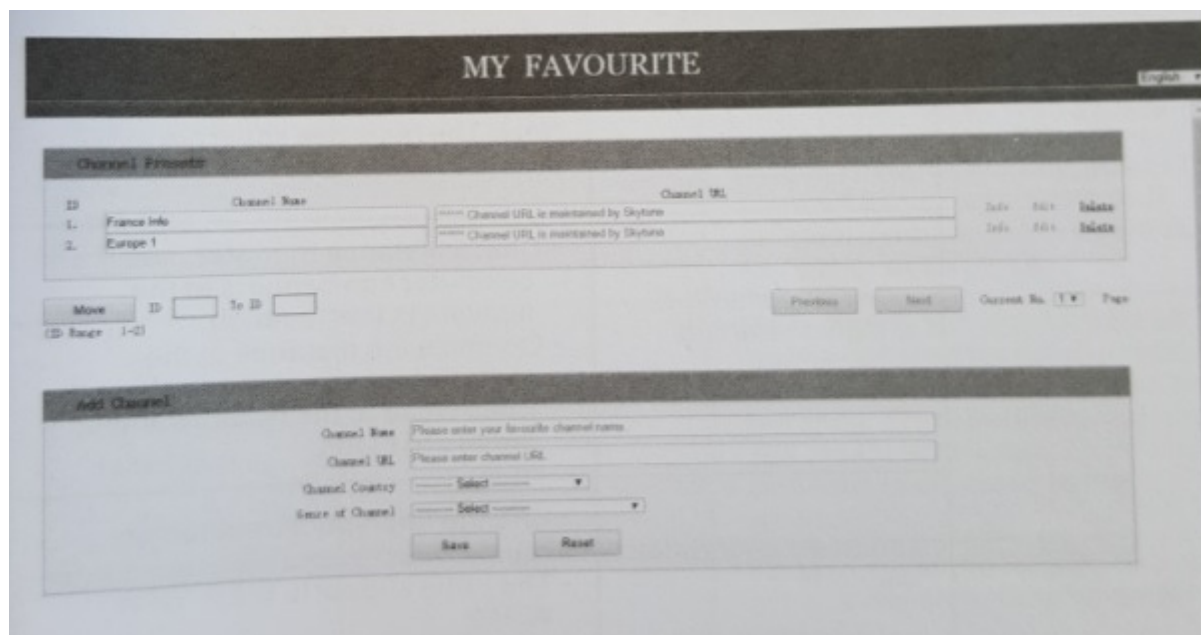 MY FAVOURITE
English
Channel Presets
ID Channel Name Channel URL
1. France Info ****** Channel URL is maintained by Skytune Info Edit Delete
2. Europe 1 ****** Channel URL is maintained by Skytune Info Edit Delete
Move ID To ID Previous Next Current No. 1 Page
(ID Range 1-2)
Add Channel
Channel Name Please enter your favourite channel name
Channel URL Please enter channel URL
Channel Country -------- Select --------
Genre of Channel -------- Select --------
Save Reset